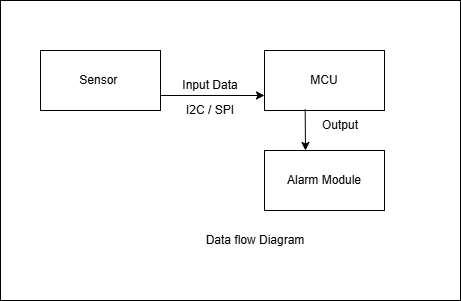 Sensor
Input Data
I2C / SPI
MCU
Output
Alarm Module
Data flow Diagram